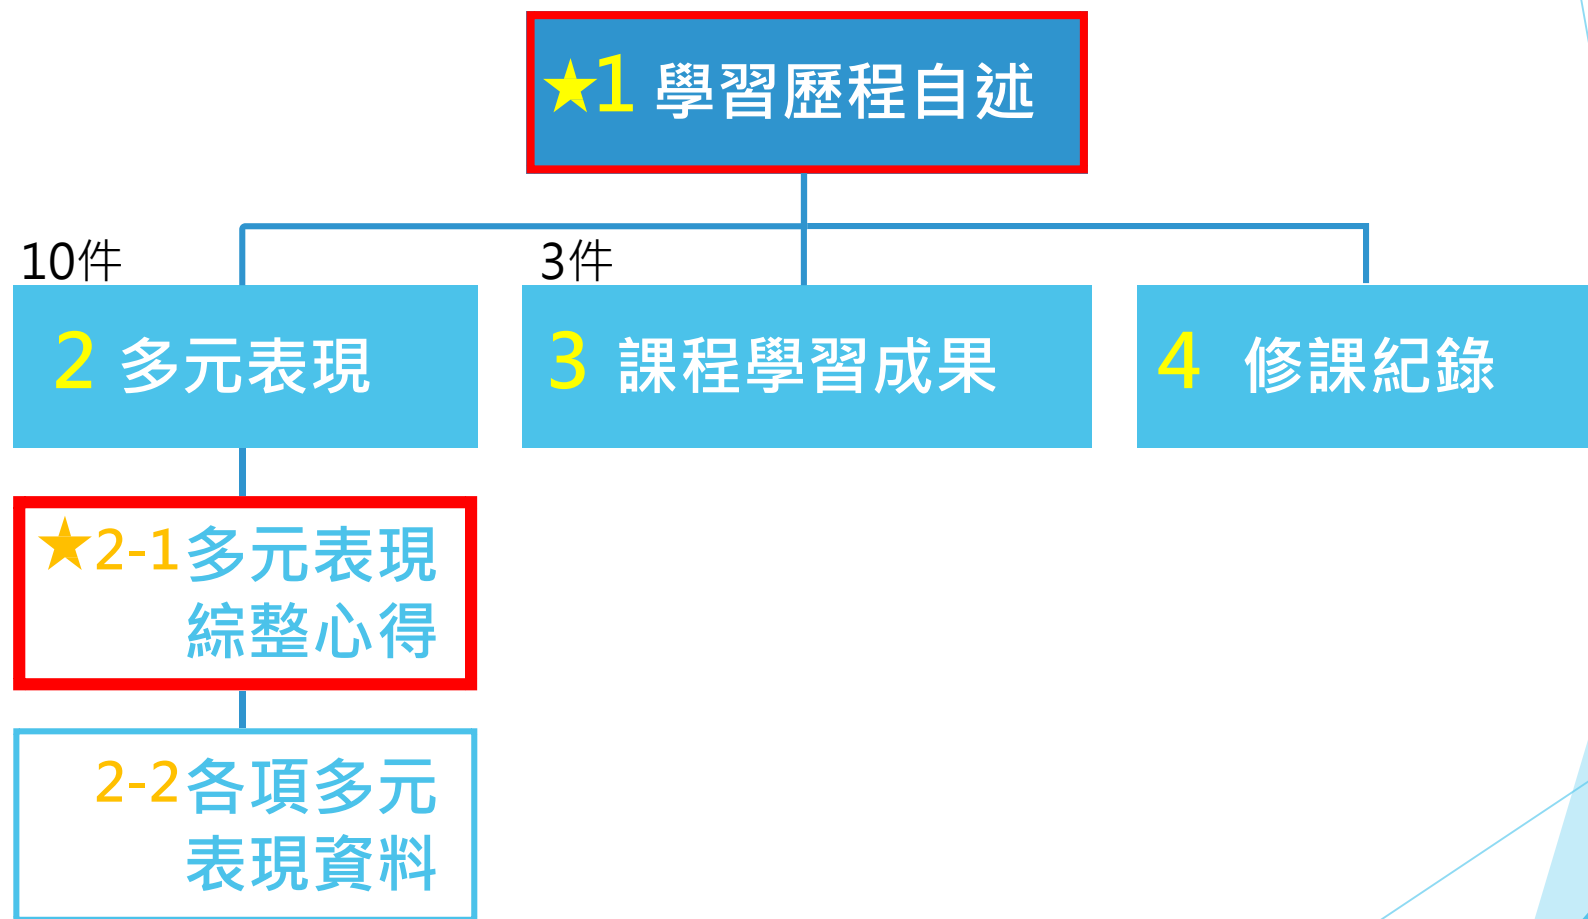 ★1 學習歷程自述
10件
3件
2 多元表現
3 課程學習成果
4 修課紀錄
★2-1多元表現
綜整心得
2-2各項多元
表現資料